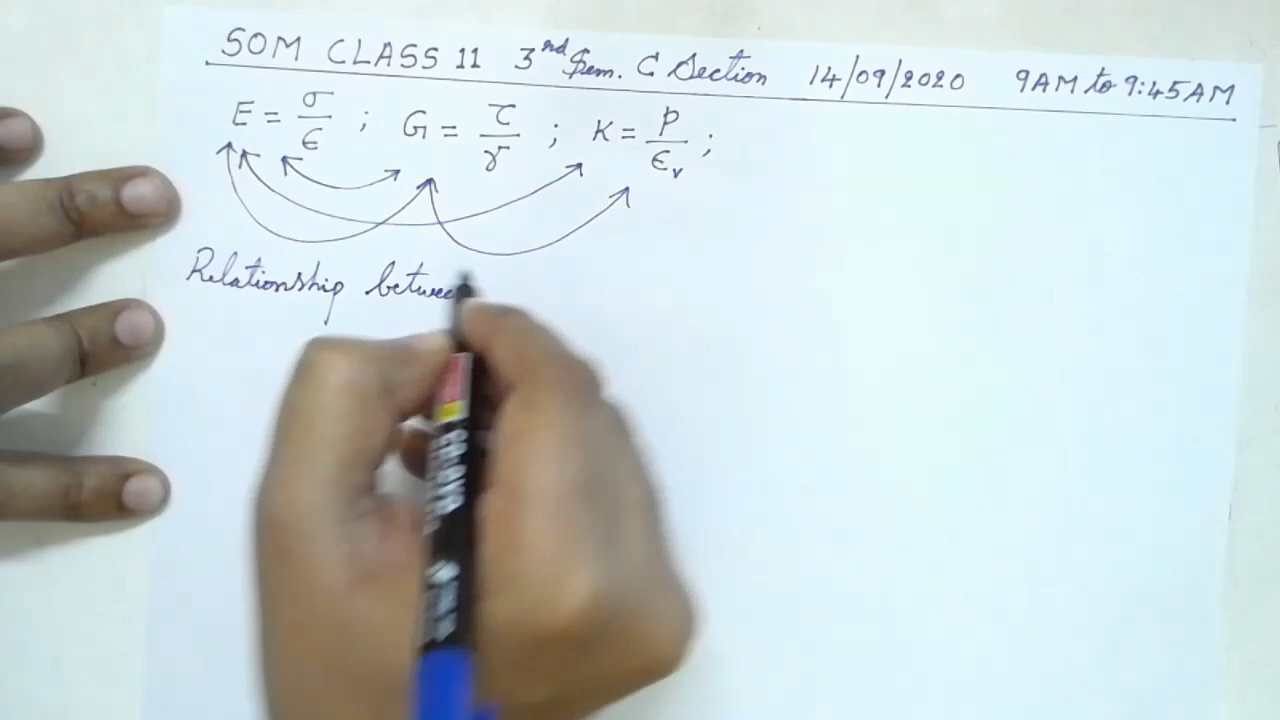 SOM CLASS 11 3rd Sem. C Section 14/09/2020 9AM to 9:45AM
E = σ/ϵ ; G = τ/γ ; K = P/ϵv ;
Relationship betwee